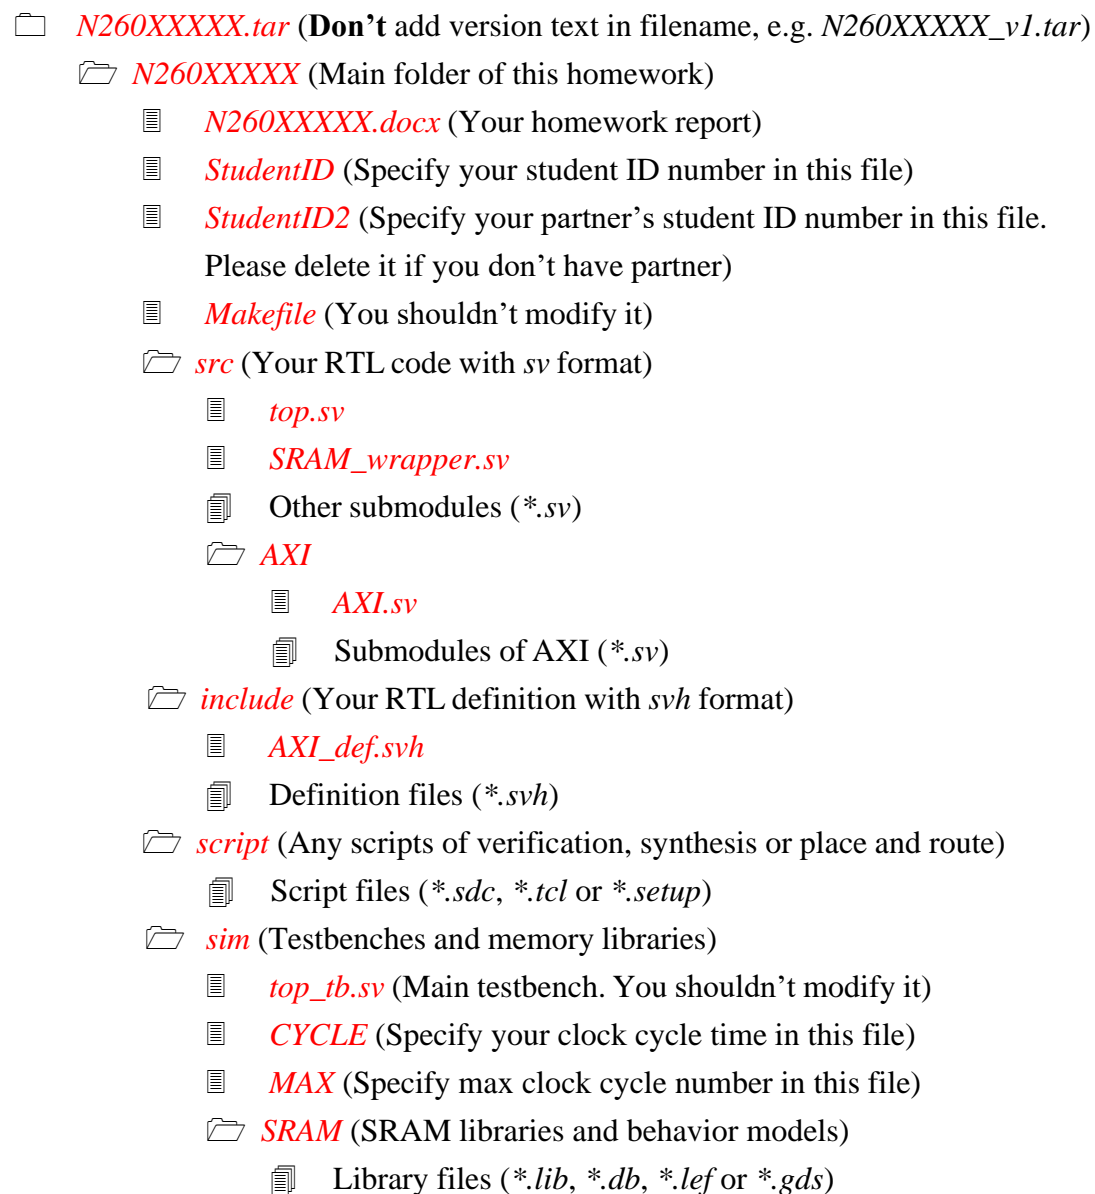 N260XXXXX.tar (Don't add version text in filename, e.g. N260XXXXX_v1.tar)
N260XXXXX (Main folder of this homework)
N260XXXXX.docx (Your homework report)
StudentID (Specify your student ID number in this file)
StudentID2 (Specify your partner's student ID number in this file.
Please delete it if you don't have partner)
Makefile (You shouldn't modify it)
src (Your RTL code with sv format)
top.sv
SRAM_wrapper.sv
Other submodules (*.sv)
AXI
AXI.sv
Submodules of AXI (*.sv)
include (Your RTL definition with svh format)
AXI_def.svh
Definition files (*.svh)
script (Any scripts of verification, synthesis or place and route)
Script files (*.sdc, *.tcl or *.setup)
sim (Testbenches and memory libraries)
top_tb.sv (Main testbench. You shouldn't modify it)
CYCLE (Specify your clock cycle time in this file)
MAX (Specify max clock cycle number in this file)
SRAM (SRAM libraries and behavior models)
Library files (*.lib, *.db, *.lef or *.gds)